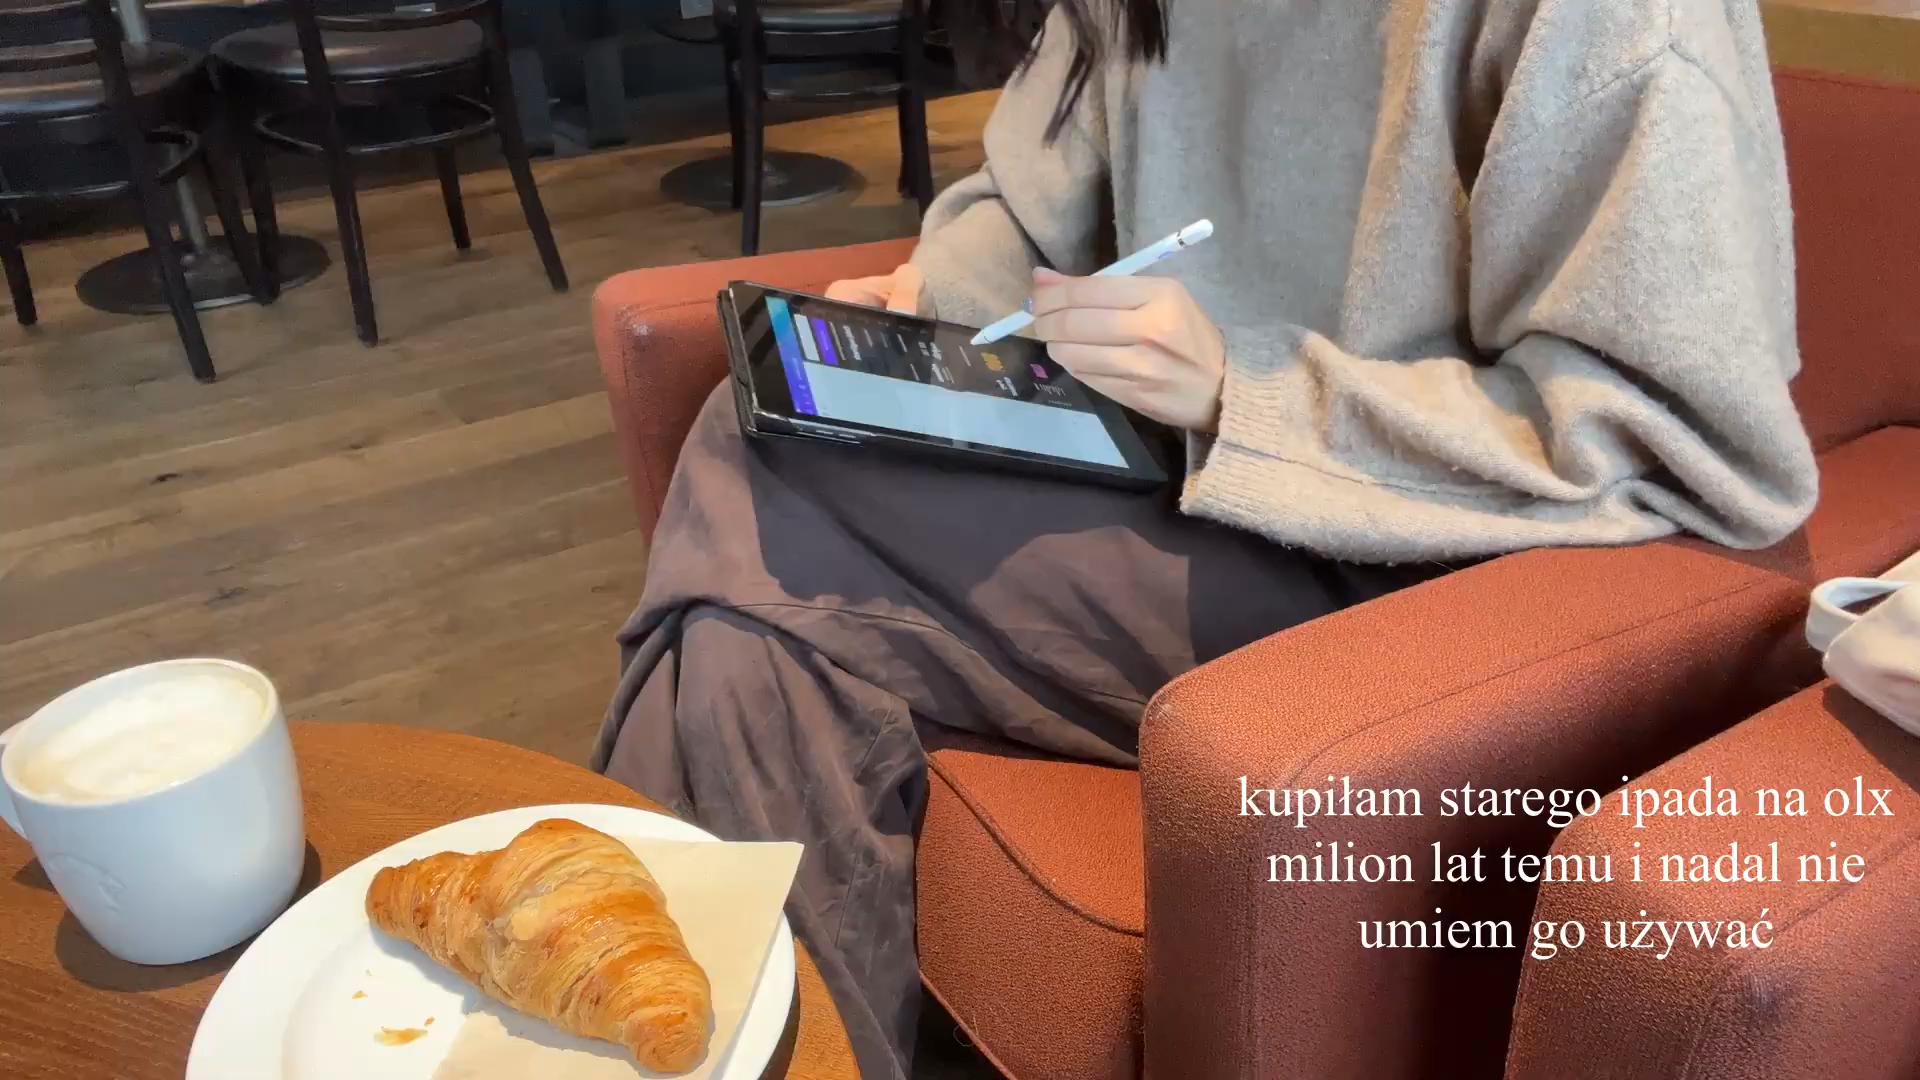 kupiłam starego ipada na olx
milion lat temu i nadal nie
umiem go używać